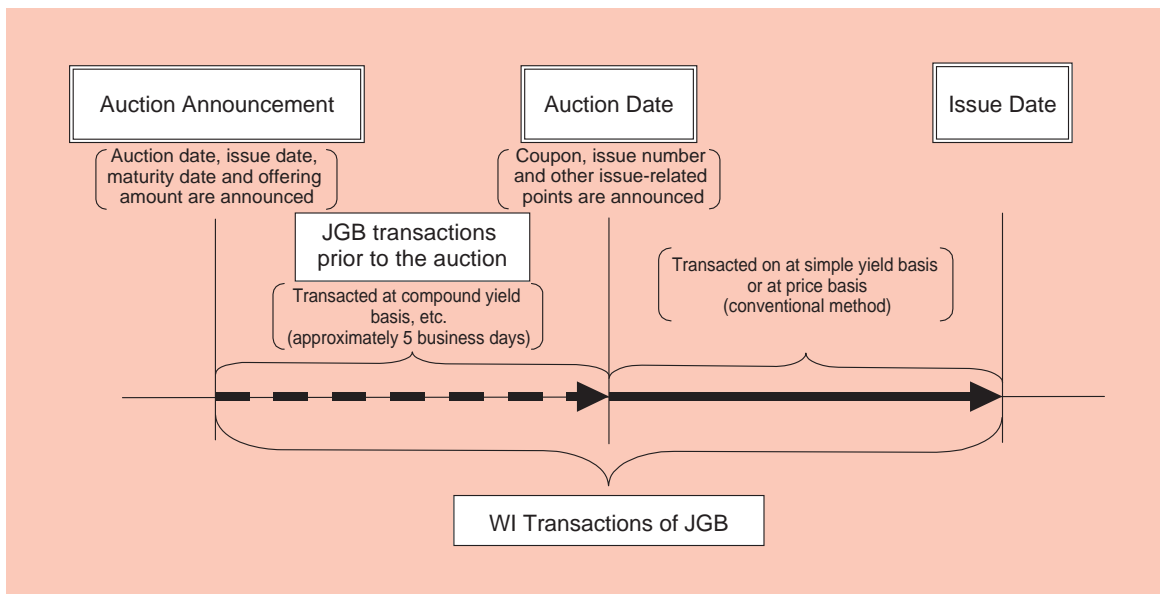 Auction Announcement
Auction date, issue date,
maturity date and offering
amount are announced
Auction Date
Coupon, issue number
and other issue-related
points are announced
Issue Date
JGB transactions
prior to the auction
Transacted at compound yield
basis, etc.
(approximately 5 business days)
Transacted on at simple yield basis
or at price basis
(conventional method)
WI Transactions of JGB